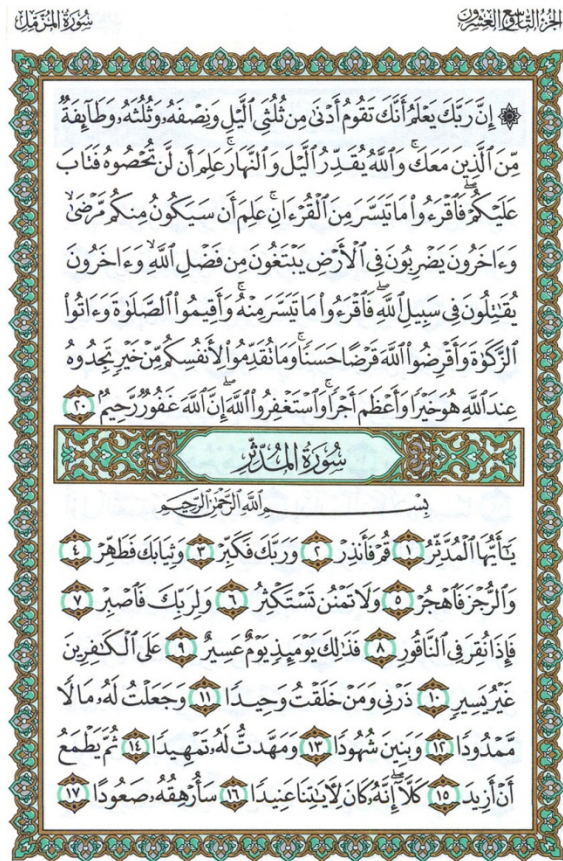 الجزء التاسع والعشرون
سورة المزمل
۞ إِنَّ رَبَّكَ يَعْلَمُ أَنَّكَ تَقُومُ أَدْنَىٰ مِن ثُلُثَىِ ٱلَّيْلِ وَنِصْفَهُۥ وَثُلُثَهُۥ وَطَآئِفَةٌ
مِّنَ ٱلَّذِينَ مَعَكَ ۚ وَٱللَّهُ يُقَدِّرُ ٱلَّيْلَ وَٱلنَّهَارَ ۚ عَلِمَ أَن لَّن تُحْصُوهُ فَتَابَ
عَلَيْكُمْ ۖ فَٱقْرَءُوا۟ مَا تَيَسَّرَ مِنَ ٱلْقُرْءَانِ ۚ عَلِمَ أَن سَيَكُونُ مِنكُم مَّرْضَىٰ ۙ
وَءَاخَرُونَ يَضْرِبُونَ فِى ٱلْأَرْضِ يَبْتَغُونَ مِن فَضْلِ ٱللَّهِ ۙ وَءَاخَرُونَ
يُقَـٰتِلُونَ فِى سَبِيلِ ٱللَّهِ ۖ فَٱقْرَءُوا۟ مَا تَيَسَّرَ مِنْهُ ۚ وَأَقِيمُوا۟ ٱلصَّلَوٰةَ وَءَاتُوا۟
ٱلزَّكَوٰةَ وَأَقْرِضُوا۟ ٱللَّهَ قَرْضًا حَسَنًا ۚ وَمَا تُقَدِّمُوا۟ لِأَنفُسِكُم مِّنْ خَيْرٍ تَجِدُوهُ
عِندَ ٱللَّهِ هُوَ خَيْرًا وَأَعْظَمَ أَجْرًا ۚ وَٱسْتَغْفِرُوا۟ ٱللَّهَ ۖ إِنَّ ٱللَّهَ غَفُورٌ رَّحِيمٌۢ ٢٠
سُورَةُ المُدَّثِّرِ
بِسْمِ ٱللَّهِ ٱلرَّحْمَـٰنِ ٱلرَّحِيمِ
يَـٰٓأَيُّهَا ٱلْمُدَّثِّرُ ١ قُمْ فَأَنذِرْ ٢ وَرَبَّكَ فَكَبِّرْ ٣ وَثِيَابَكَ فَطَهِّرْ ٤
وَٱلرُّجْزَ فَٱهْجُرْ ٥ وَلَا تَمْنُن تَسْتَكْثِرُ ٦ وَلِرَبِّكَ فَٱصْبِرْ ٧
فَإِذَا نُقِرَ فِى ٱلنَّاقُورِ ٨ فَذَٰلِكَ يَوْمَئِذٍ يَوْمٌ عَسِيرٌ ٩ عَلَى ٱلْكَـٰفِرِينَ
غَيْرُ يَسِيرٍ ١٠ ذَرْنِى وَمَنْ خَلَقْتُ وَحِيدًا ١١ وَجَعَلْتُ لَهُۥ مَالًا
مَّمْدُودًا ١٢ وَبَنِينَ شُهُودًا ١٣ وَمَهَّدتُّ لَهُۥ تَمْهِيدًا ١٤ ثُمَّ يَطْمَعُ
أَنْ أَزِيدَ ١٥ كَلَّآ ۖ إِنَّهُۥ كَانَ لِـَٔايَـٰتِنَا عَنِيدًا ١٦ سَأُرْهِقُهُۥ صَعُودًا ١٧